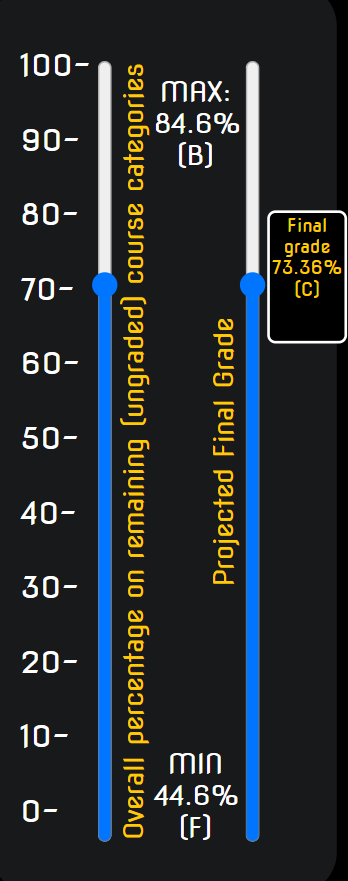 100-
90-
80-
70-
60-
50-
40-
30-
20-
10-
0-
Overall percentage on remaining (ungraded) course categories
MAX:
84.6%
(B)
Projected Final Grade
MIN
44.6%
(F)
Final
grade
73.36%
(C)